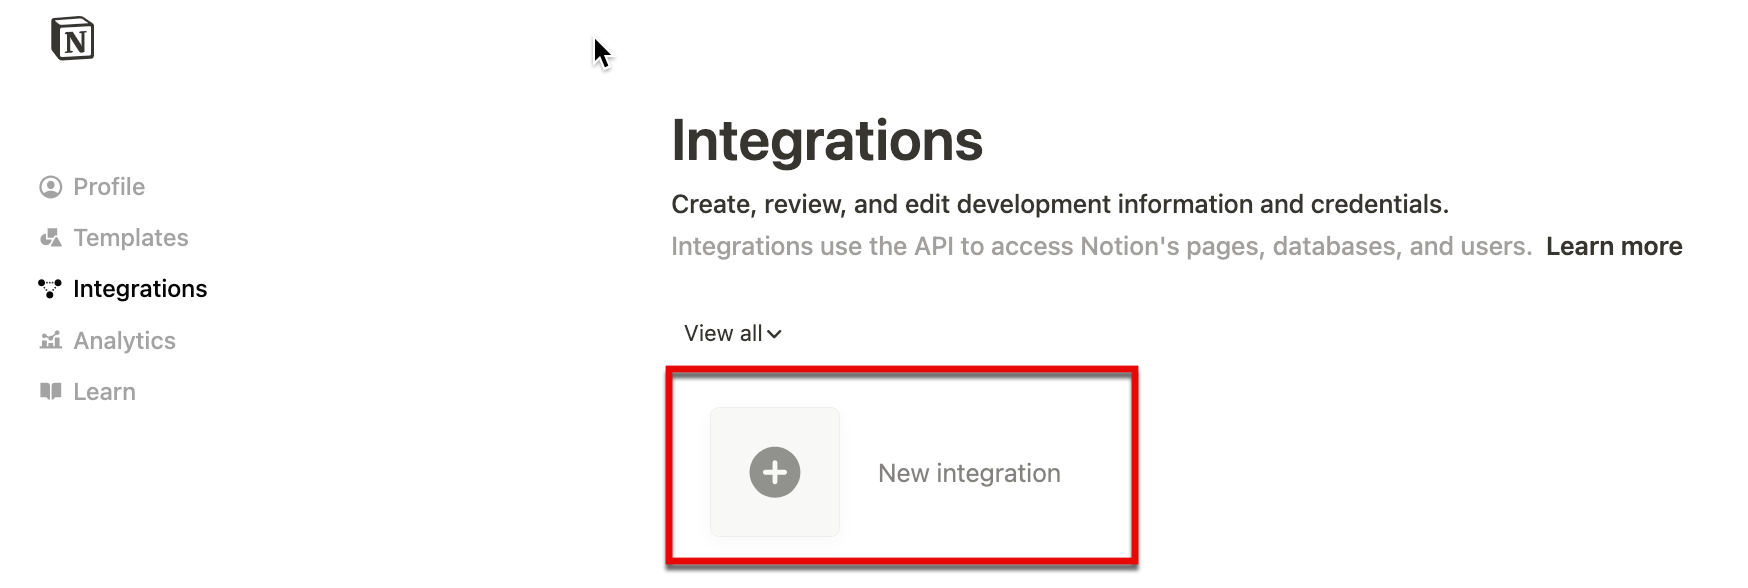 N
Profile
Templates
Integrations
Analytics
Learn
Integrations
Create, review, and edit development information and credentials.
Integrations use the API to access Notion's pages, databases, and users. Learn more
View all
New integration